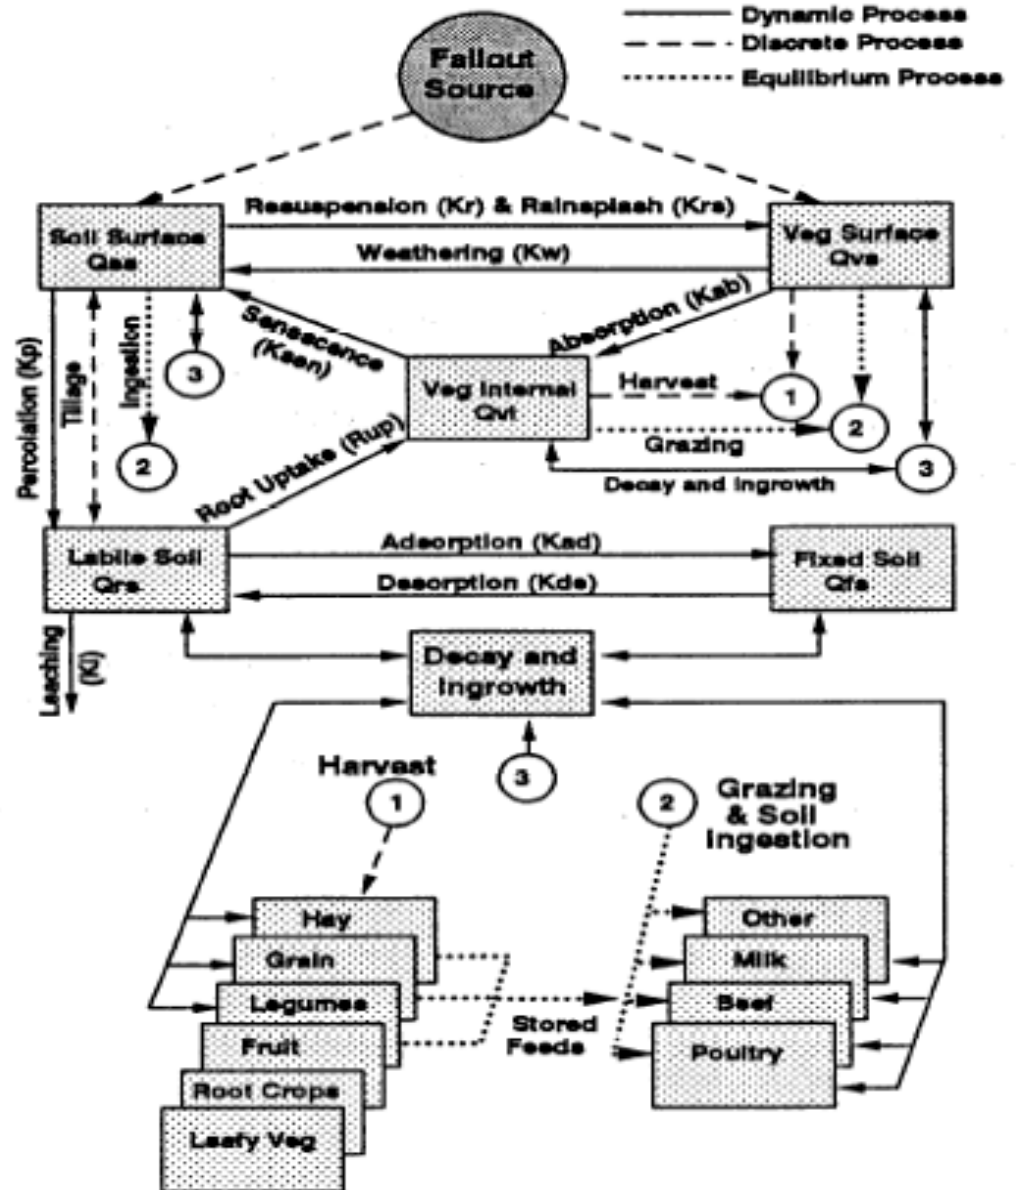 Fallout
Source
Dynamic Process
Discrete Process
Equilibrium Process
Resuspension (Kr) & Rainsplash (Krs)
Soil Surface
Qss
Veg Surface
Qvs
Weathering (Kw)
Absorption (Kab)
Senescence
(Ksen)
Percolation (Kp)
Tillage
Ingestion
3
2
Veg Internal
Qvi
Harvest
1
Grazing
2
Decay and Ingrowth
3
Root Uptake (Rup)
Labile Soil
Qrs
Adsorption (Kad)
Desorption (Kds)
Fixed Soil
Qfs
Leaching
(Kl)
Decay and
Ingrowth
3
Harvest
1
2
Grazing
& Soil
Ingestion
Hay
Grain
Legumes
Fruit
Root Crops
Leafy Veg
Stored
Feeds
Other
Milk
Beef
Poultry